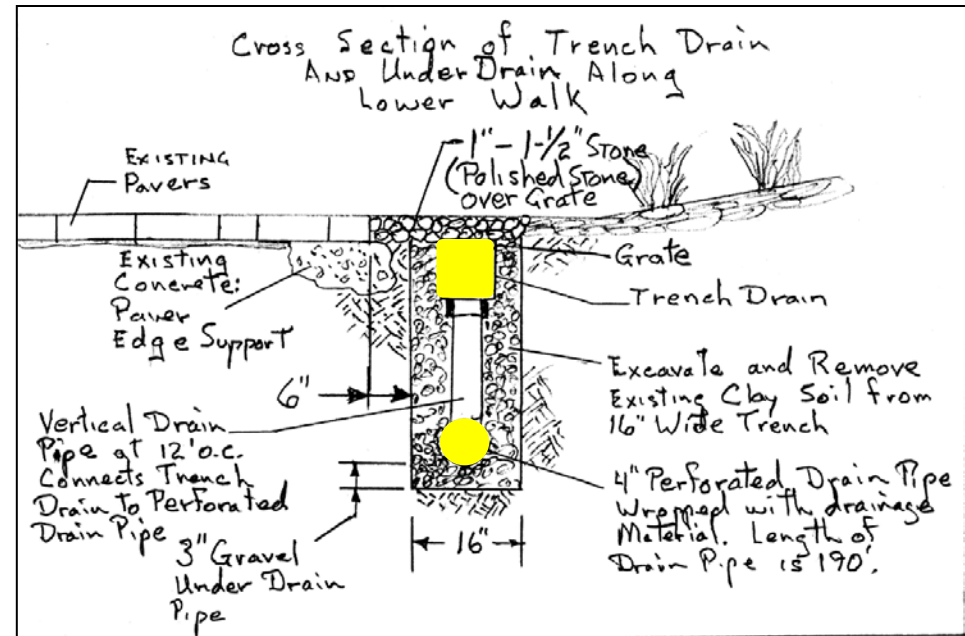 Cross Section of Trench Drain
AND Under Drain Along
Lower Walk
EXISTING
Pavers
1" - 1-1/2" Stone
(Polished Stone)
over Grate
Existing
Concrete:
Paver
Edge Support
Grate
Trench Drain
6"
Excavate and Remove
Existing Clay Soil from
16" Wide Trench
Vertical Drain
Pipe at 12' o.c.
Connects Trench
Drain to Perforated
Drain Pipe
3" Gravel
Under Drain
Pipe
16"
4" Perforated Drain Pipe
Wrapped with drainage
Material. Length of
Drain Pipe is 190'.